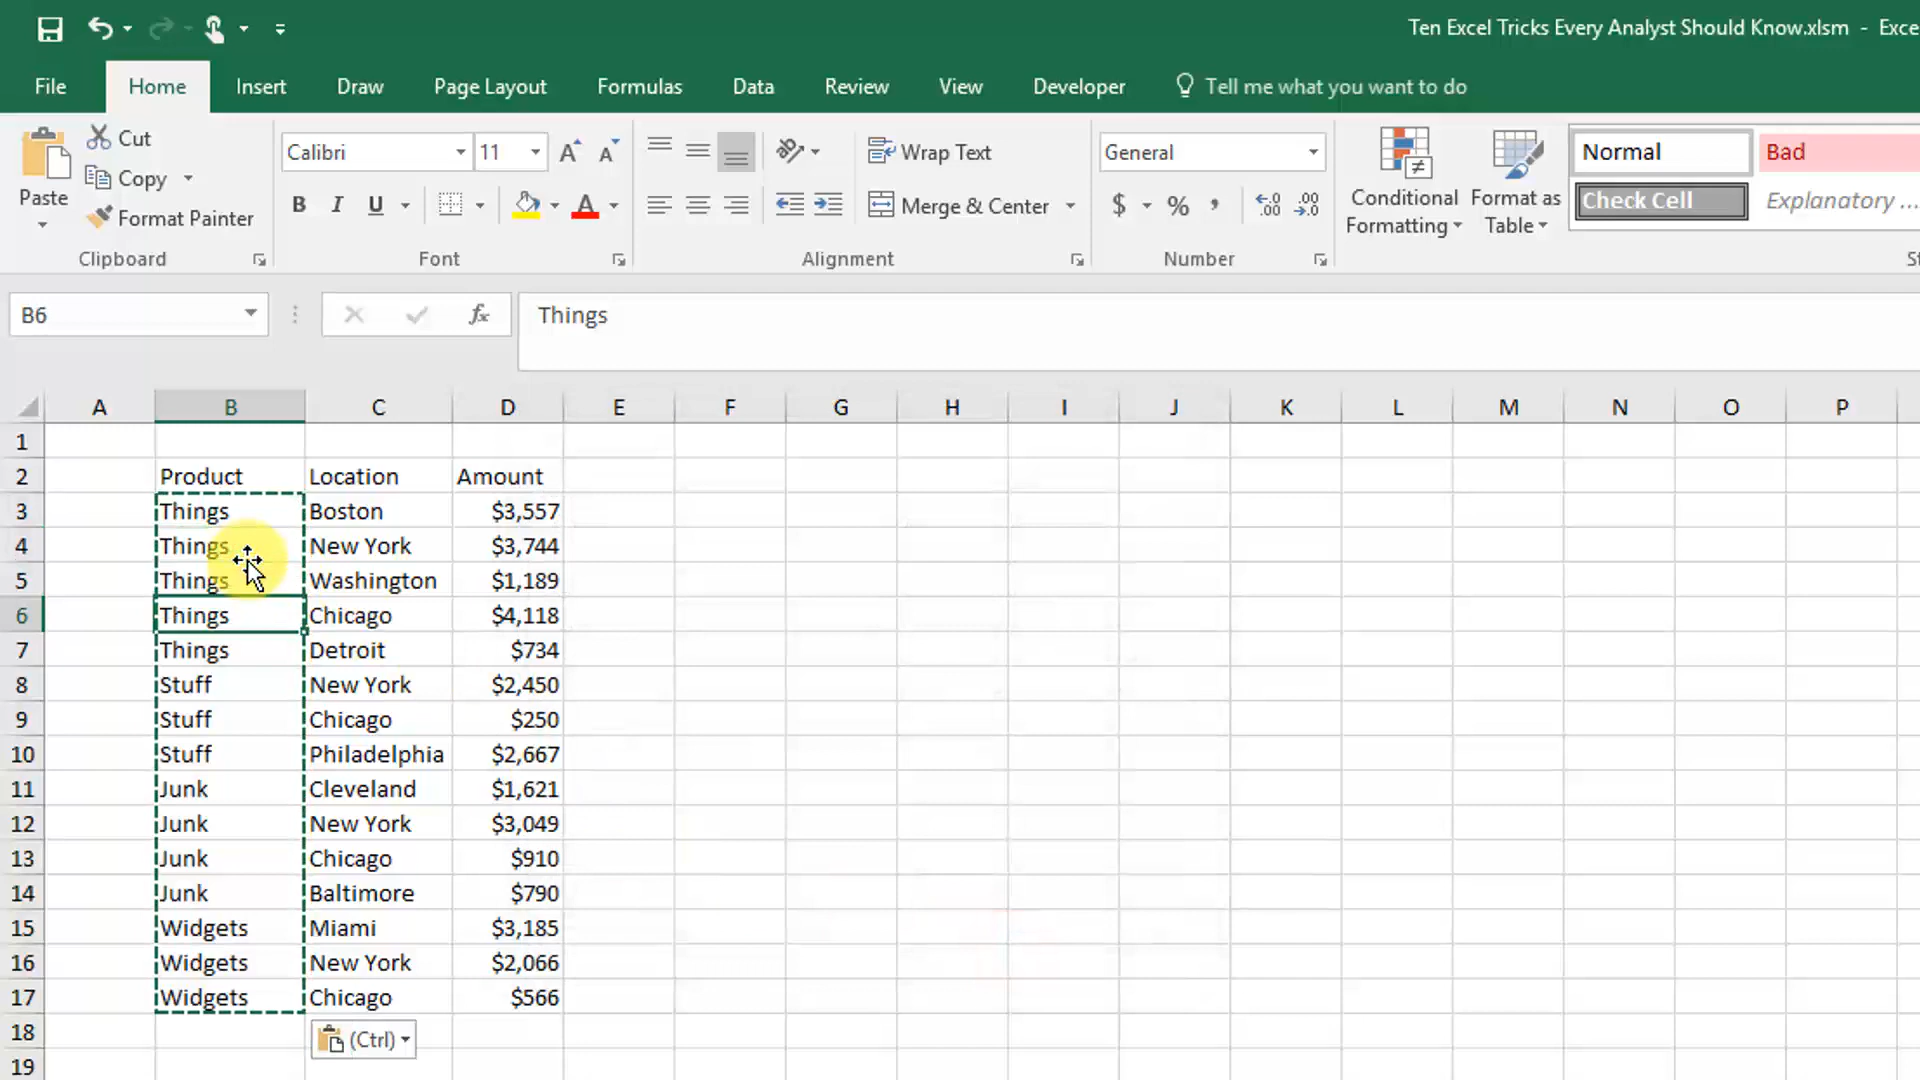 Ten Excel Tricks Every Analyst Should Know.xlsm - Exce
File Home Insert Draw Page Layout Formulas Data Review View Developer Tell me what you want to do
Paste
Cut
Copy
Format Painter
Clipboard
Calibri 11 A A
B I U A
Font
Wrap Text
Merge & Center
Alignment
General
$ % , .00 .0
Number
Conditional Formatting
Format as Table
Normal Bad
Check Cell Explanatory ...
St
B6 fx Things
A B C D E F G H I J K L M N O P
1
2 Product Location Amount
3 Things Boston $3,557
4 Things New York $3,744
5 Things Washington $1,189
6 Things Chicago $4,118
7 Things Detroit $734
8 Stuff New York $2,450
9 Stuff Chicago $250
10 Stuff Philadelphia $2,667
11 Junk Cleveland $1,621
12 Junk New York $3,049
13 Junk Chicago $910
14 Junk Baltimore $790
15 Widgets Miami $3,185
16 Widgets New York $2,066
17 Widgets Chicago $566
18 (Ctrl)
19